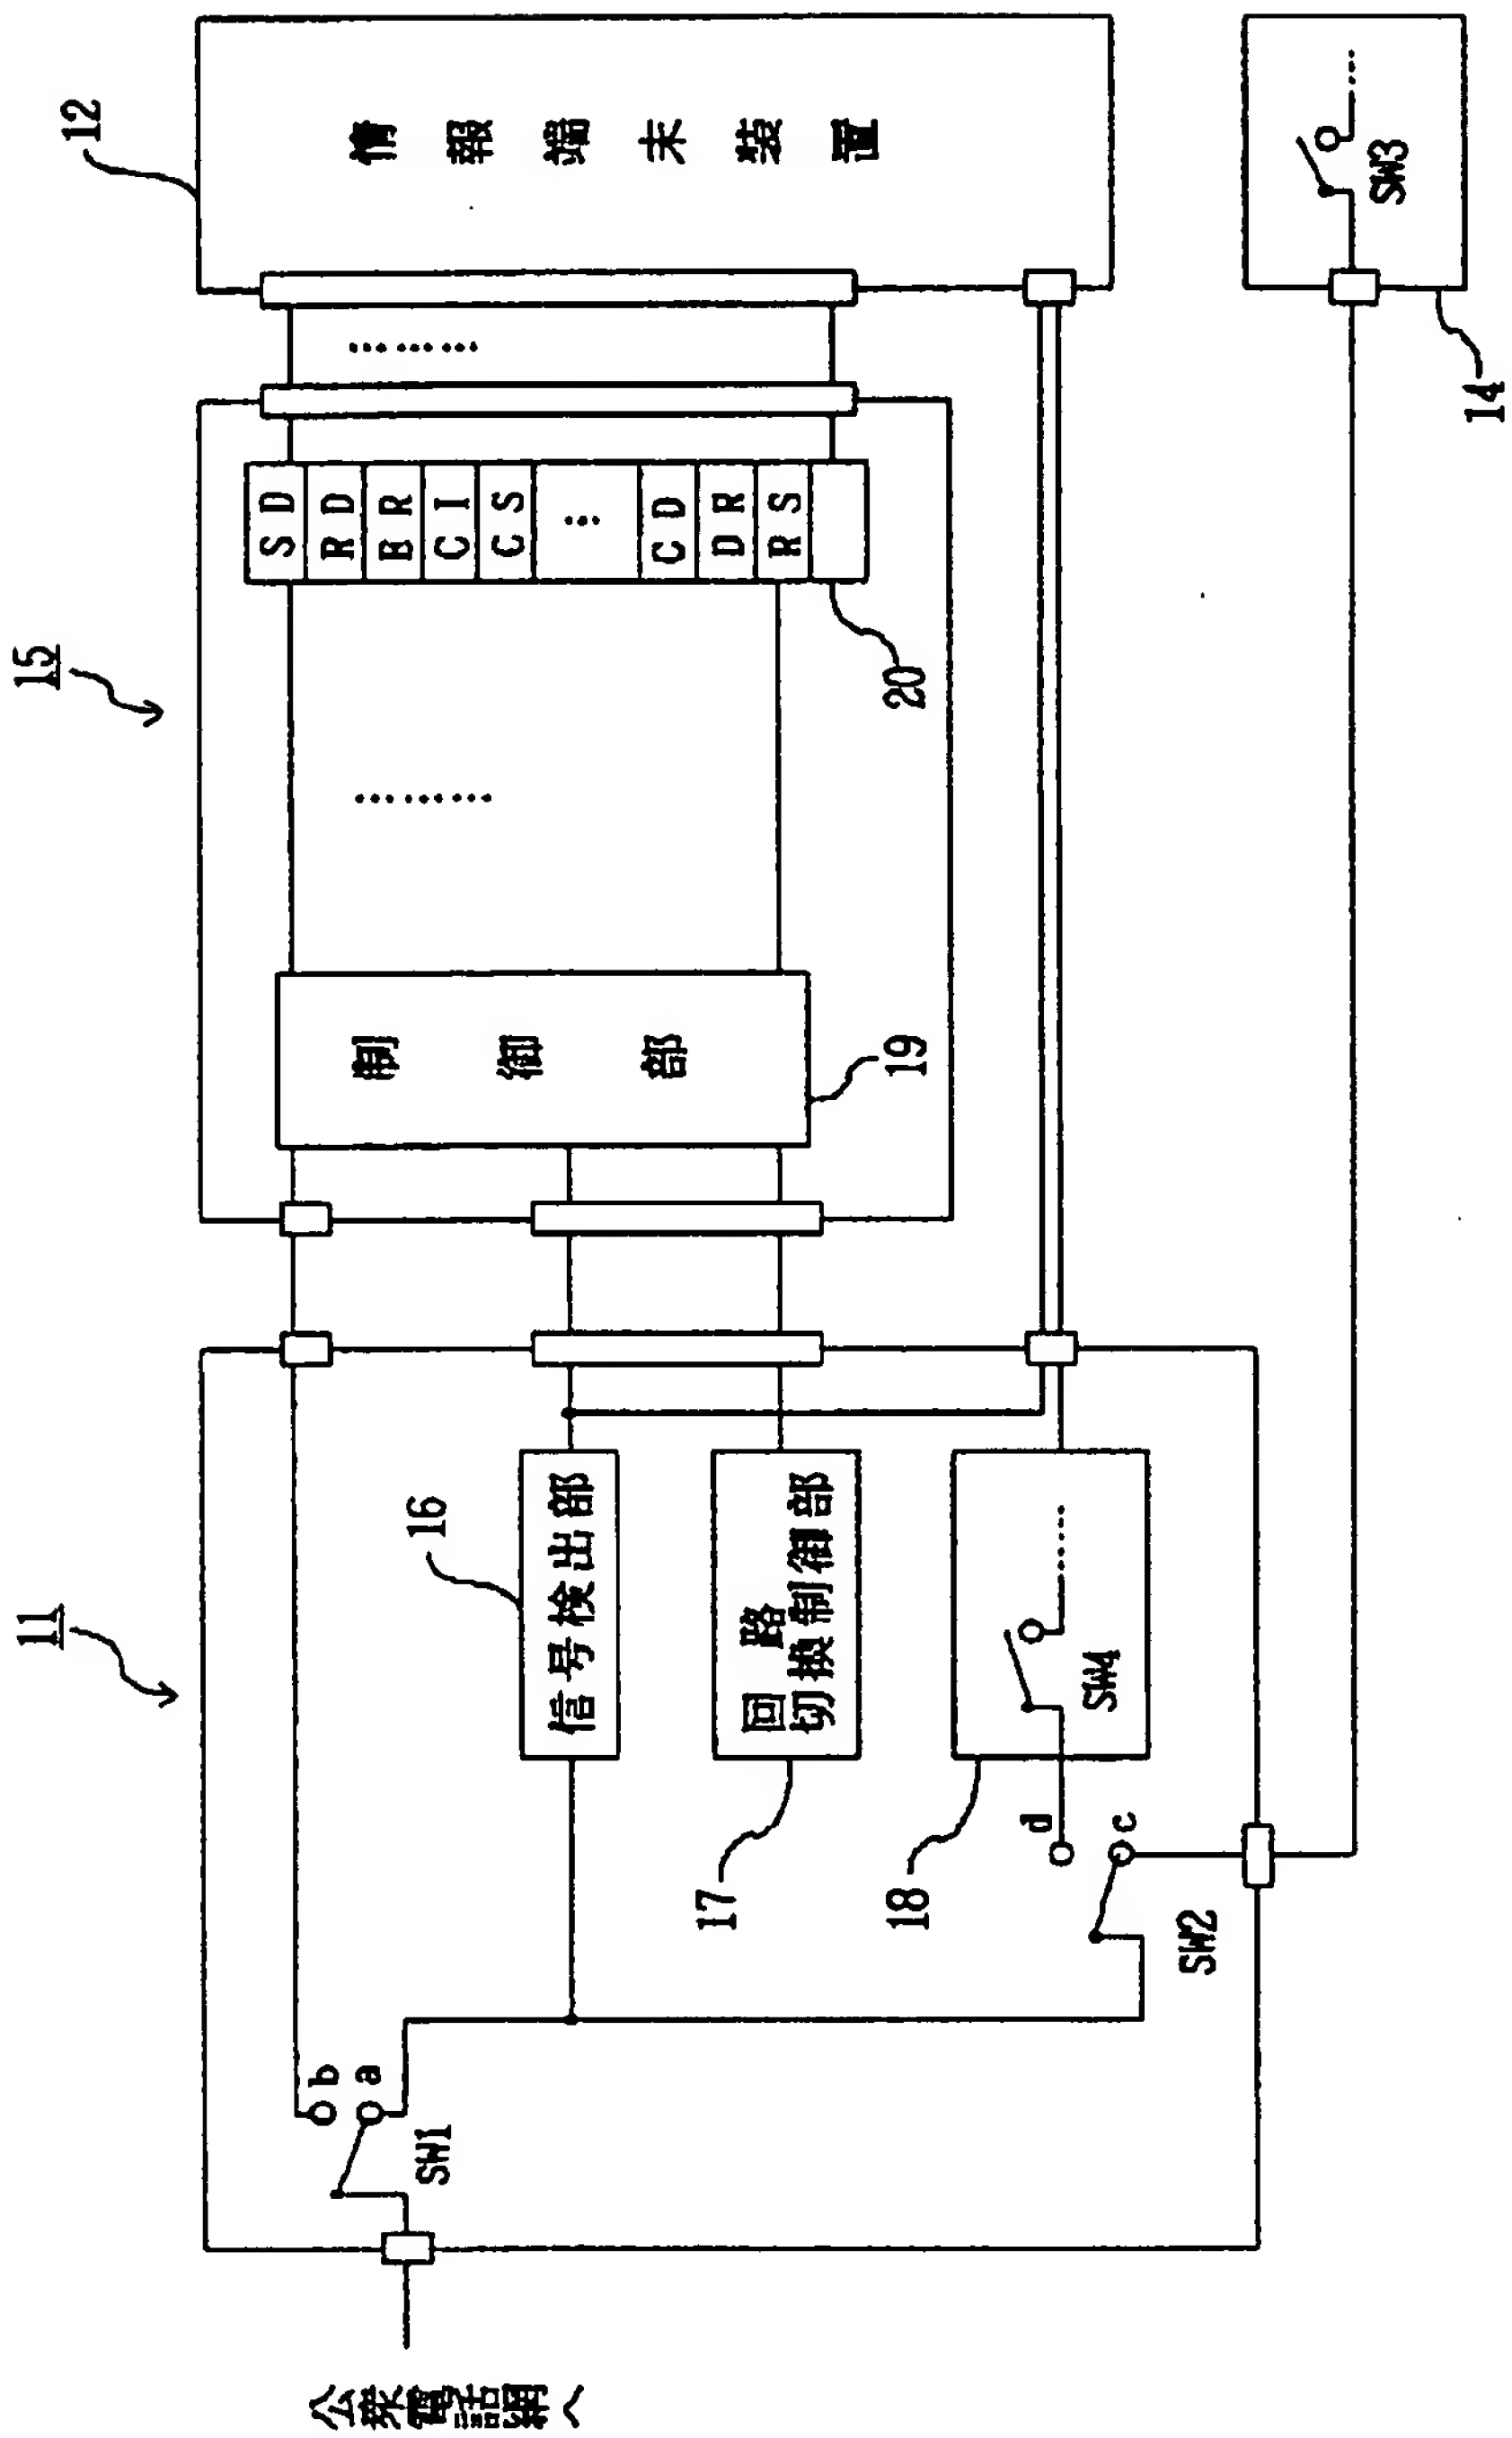 11
15
12
公衆電話網へ
SW1
b
a
16
信号検出部
17
回路
切換制御部
18
SW4
d
c
SW2
制御部
19
SD
RD
ER
CI
CS
…
CD
DR
RS
20
情報端末装置
SW3
14